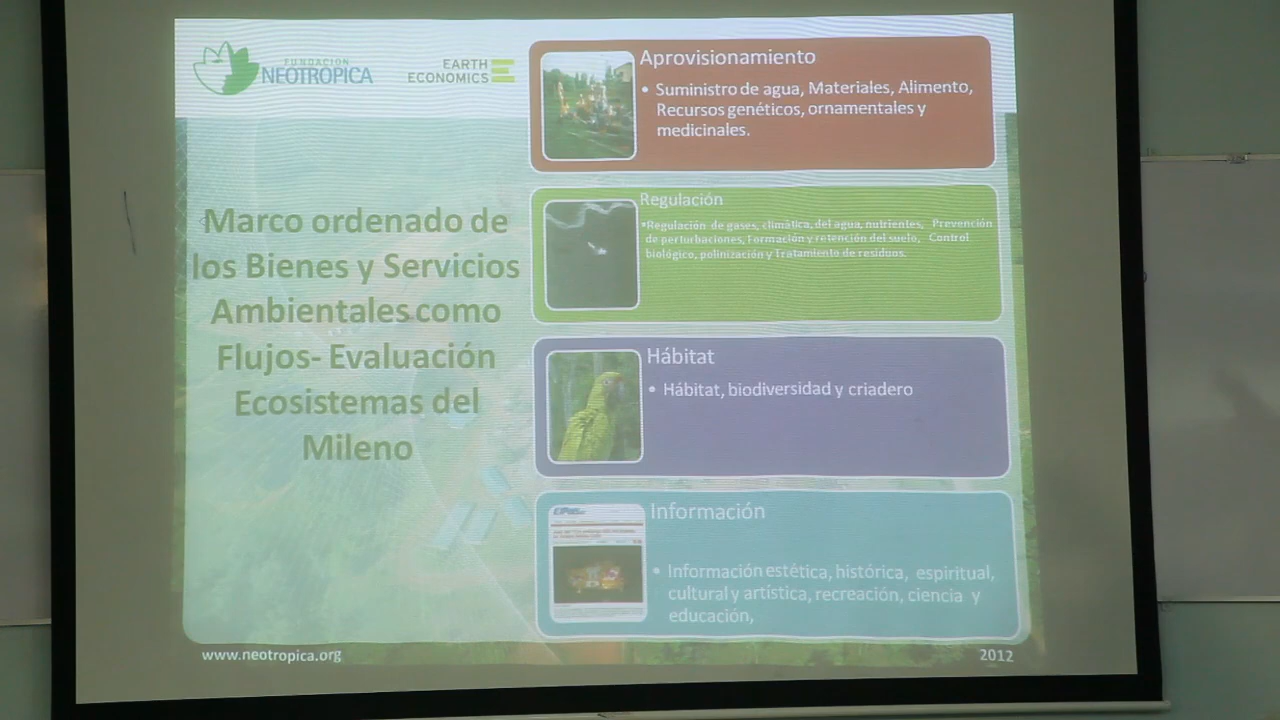 FUNDACIÓN
NEOTROPICA
EARTH
ECONOMICS
Marco ordenado de
los Bienes y Servicios
Ambientales como
Flujos- Evaluación
Ecosistemas del
Mileno
Aprovisionamiento
• Suministro de agua, Materiales, Alimento,
Recursos genéticos, ornamentales y
medicinales.
Regulación
•Regulación de gases, climática, del agua, nutrientes, Prevención
de perturbaciones, Formación y retención del suelo, Control
biológico, polinización y Tratamiento de residuos.
Hábitat
• Hábitat, biodiversidad y criadero
Información
• Información estética, histórica, espiritual,
cultural y artística, recreación, ciencia y
educación,
www.neotropica.org
2012